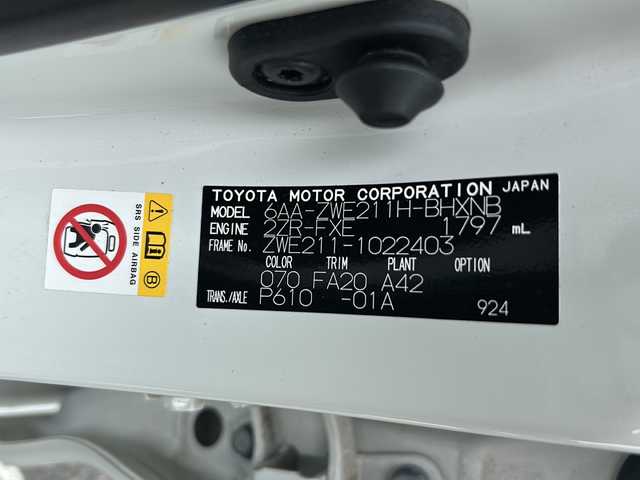 TOYOTA MOTOR CORPORATION JAPAN
MODEL 6AA-ZWE211H-BHXNB
ENGINE 2ZR-FXE 1797 mL
FRAME No. ZWE211-1022403
COLOR TRIM PLANT OPTION
070 FA20 A42
TRANS./AXLE P610 -01A
924
SRS SIDE AIRBAG
B